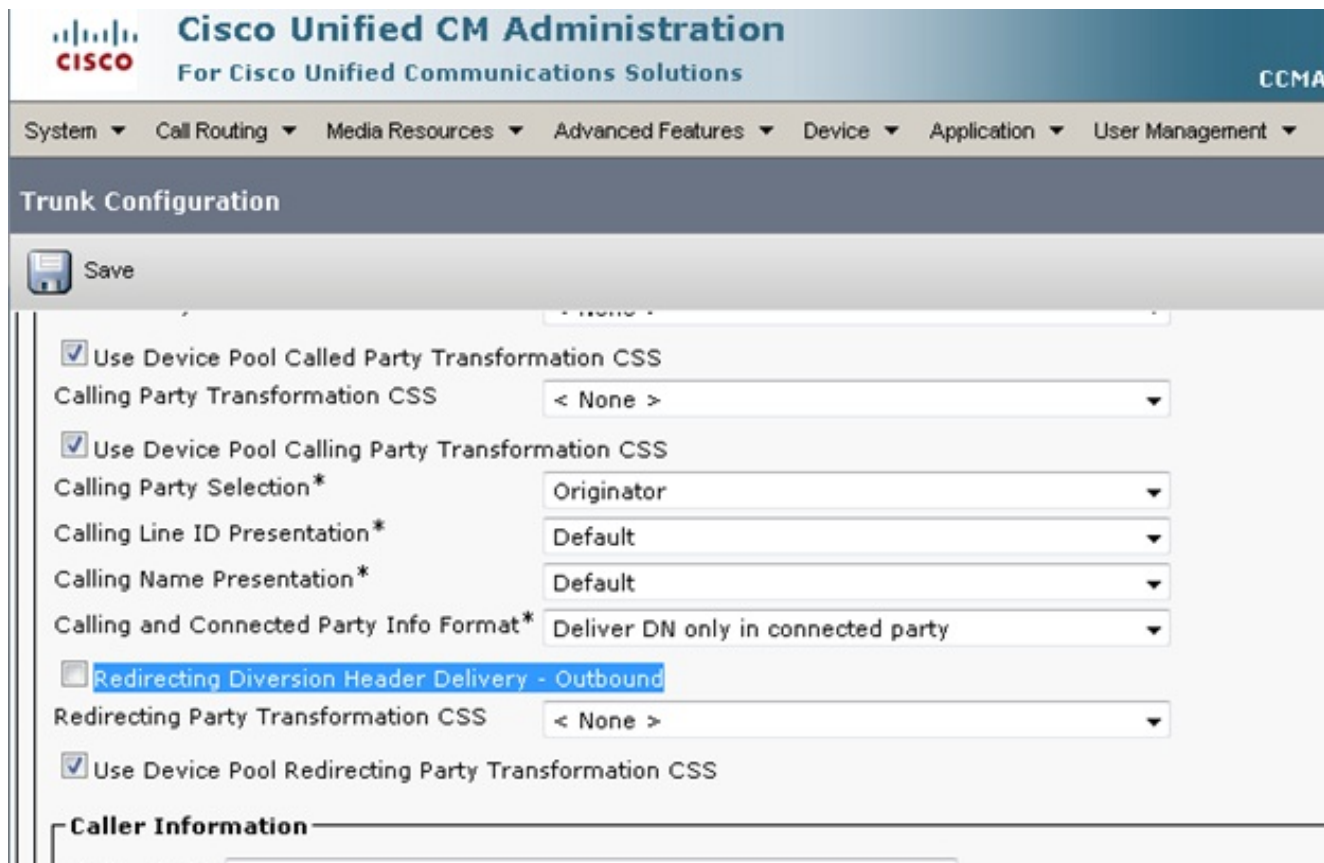 Cisco Unified CM Administration
CISCO
For Cisco Unified Communications Solutions
CCMA
System Call Routing Media Resources Advanced Features Device Application User Management
Trunk Configuration
Save
Use Device Pool Called Party Transformation CSS
Calling Party Transformation CSS < None >
Use Device Pool Calling Party Transformation CSS
Calling Party Selection* Originator
Calling Line ID Presentation* Default
Calling Name Presentation* Default
Calling and Connected Party Info Format* Deliver DN only in connected party
Redirecting Diversion Header Delivery - Outbound
Redirecting Party Transformation CSS < None >
Use Device Pool Redirecting Party Transformation CSS
Caller Information